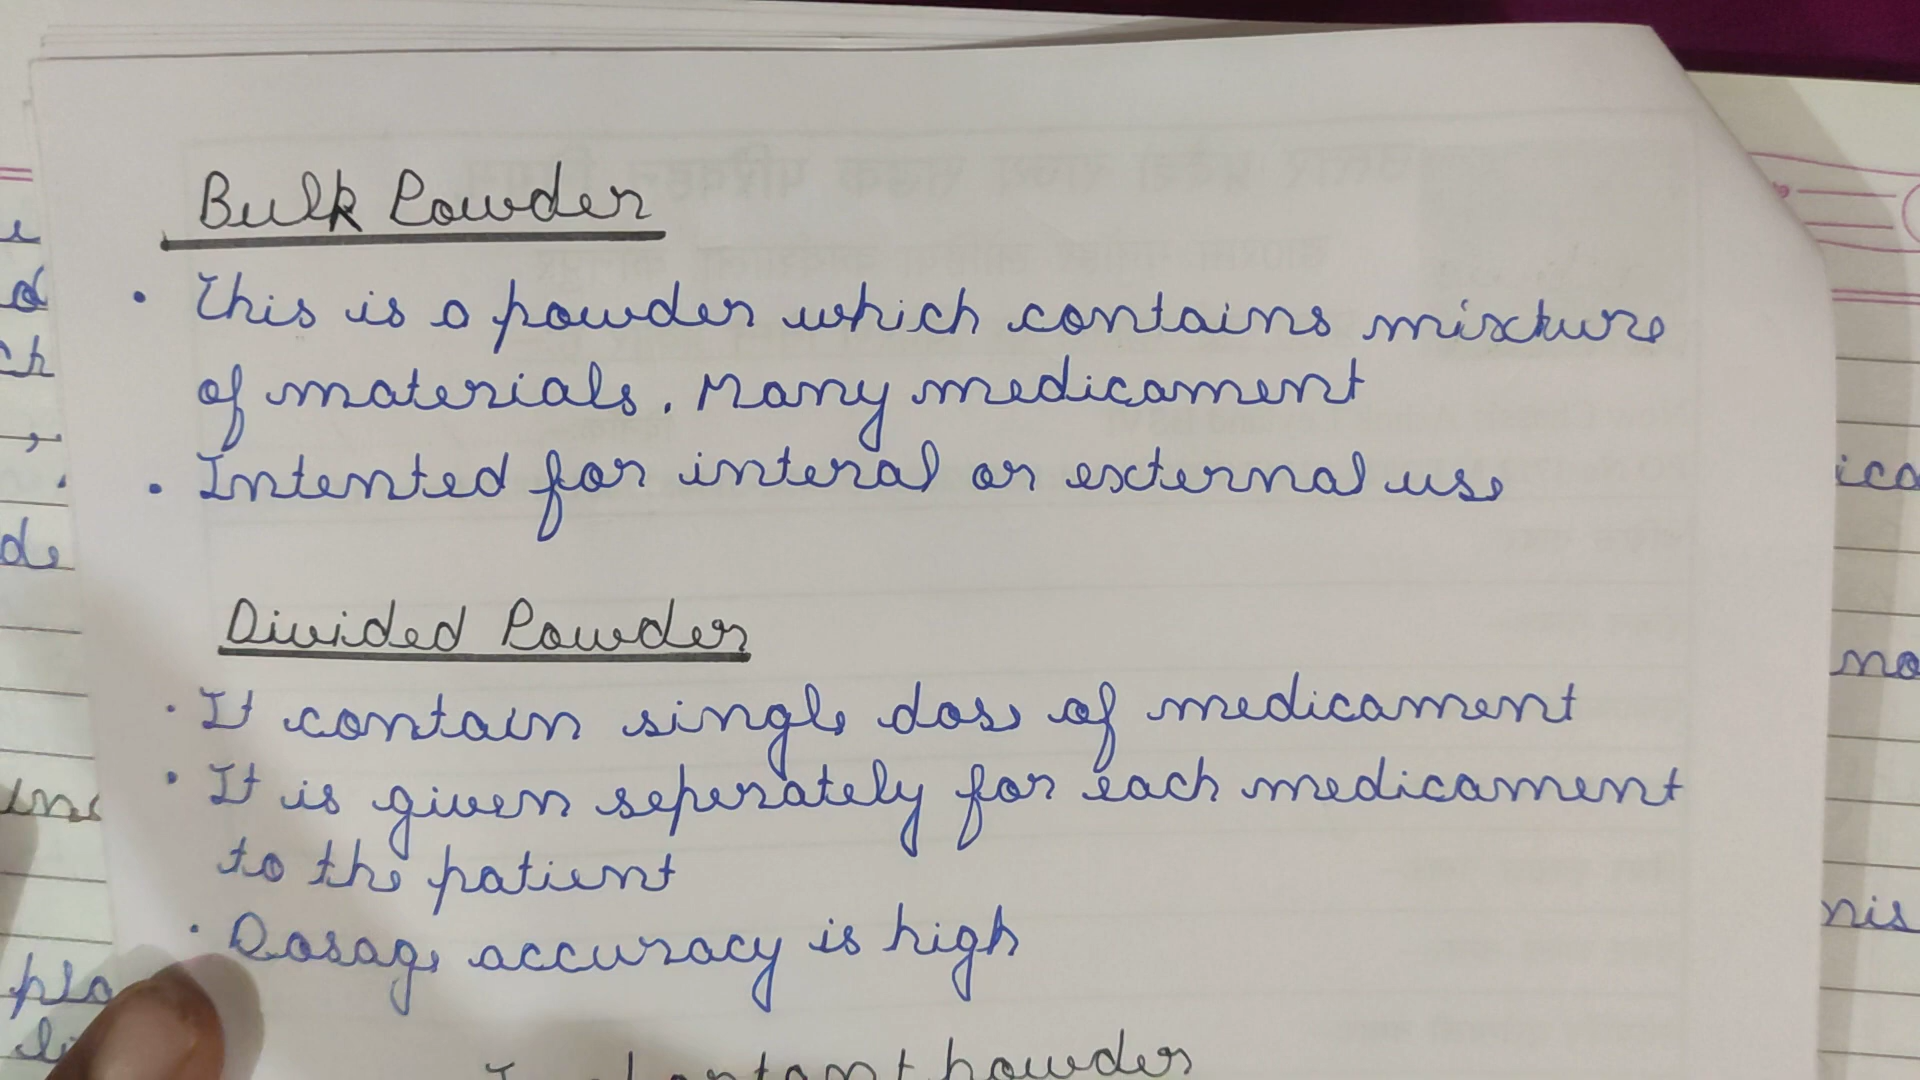 Bulk Powder
• This is a powder which contains mixture
of materials. Many medicament
• Intented for interal or external use
Divided Powder
• It contain single dose of medicament
• It is given seperately for each medicament
to the patient
• Dosage accuracy is high
powder